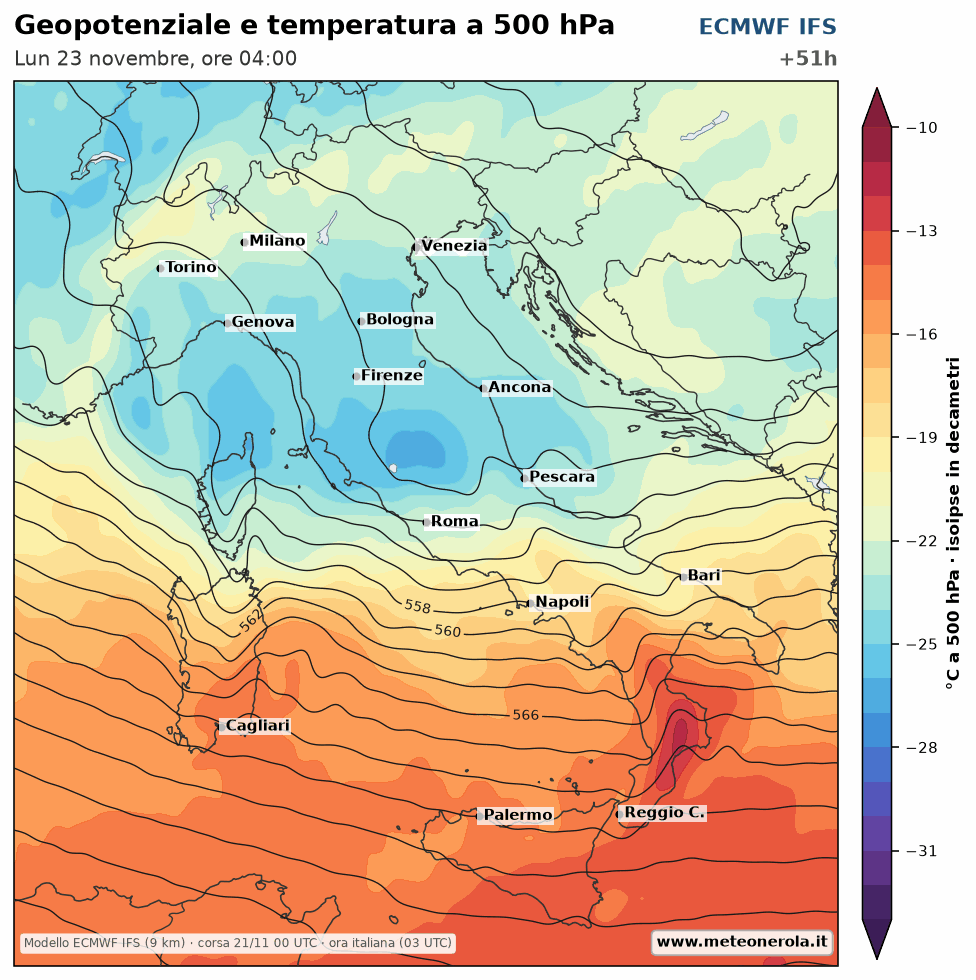 Geopotenziale e temperatura a 500 hPa
ECMWF IFS
Lun 23 novembre, ore 04:00
+51h
Milano
Venezia
Torino
Genova
Bologna
Firenze
Ancona
Pescara
Roma
Bari
Napoli
558
560
562
566
Cagliari
Palermo
Reggio C.
−10
−13
−16
−19
−22
−25
−28
−31
°C a 500 hPa · isoipse in decametri
Modello ECMWF IFS (9 km) · corsa 21/11 00 UTC · ora italiana (03 UTC)
www.meteonerola.it